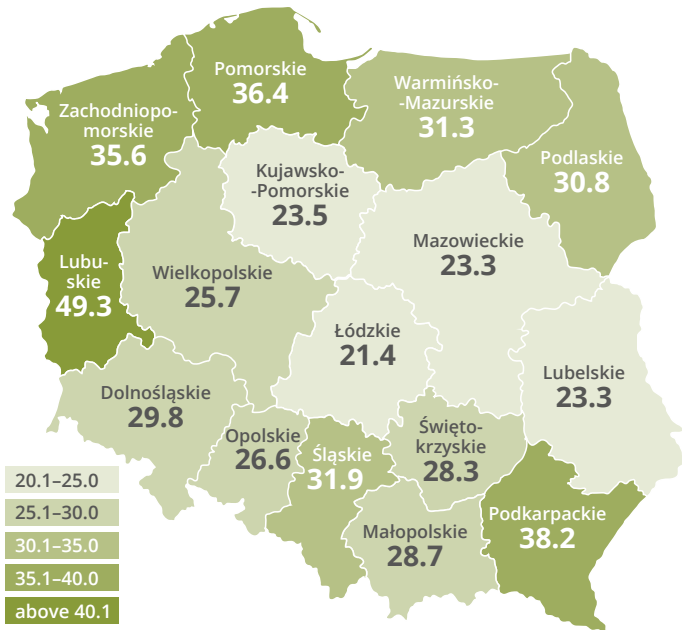 Pomorskie
36.4
Warmińsko-
-Mazurskie
31.3
Zachodniopo-
morskie
35.6
Podlaskie
30.8
Kujawsko-
-Pomorskie
23.5
Mazowieckie
23.3
Lubu-
skie
49.3
Wielkopolskie
25.7
Łódzkie
21.4
Lubelskie
23.3
Dolnośląskie
29.8
Opolskie
26.6
Śląskie
31.9
Święto-
krzyskie
28.3
Małopolskie
28.7
Podkarpackie
38.2
20.1–25.0
25.1–30.0
30.1–35.0
35.1–40.0
above 40.1